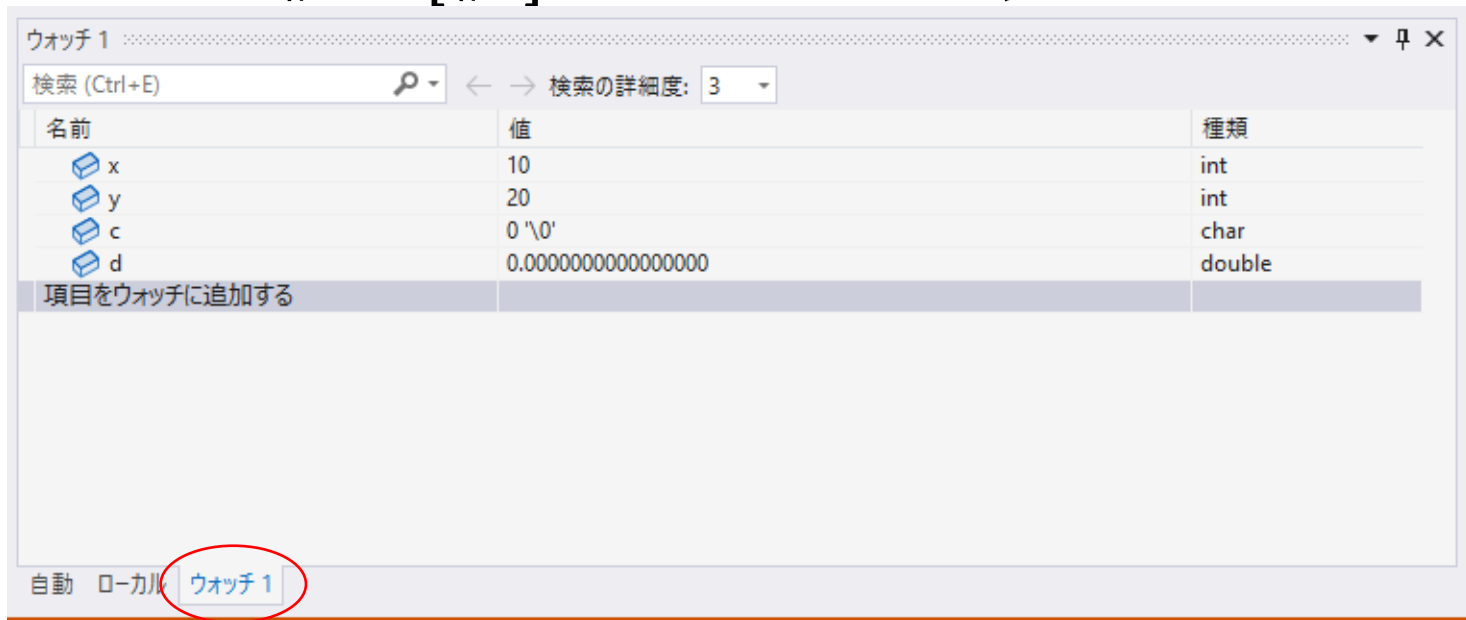 ウォッチ 1
検索 (Ctrl+E) 検索の詳細度: 3
名前 値 種類
x 10 int
y 20 int
c 0 '\0' char
d 0.0000000000000000 double
項目をウォッチに追加する
自動 ローカル ウォッチ 1